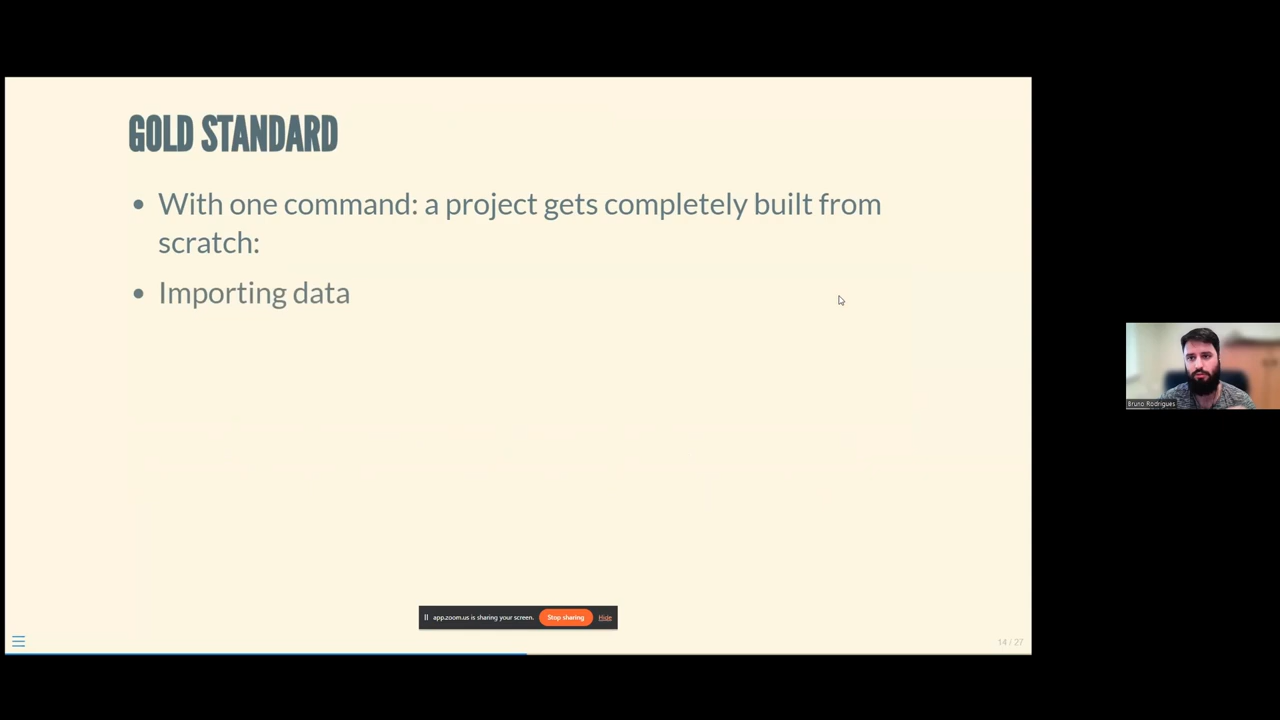 GOLD STANDARD
With one command: a project gets completely built from
scratch:
Importing data
Bruno Rodrigues
app.zoom.us is sharing your screen. Stop sharing Hide
14 / 27